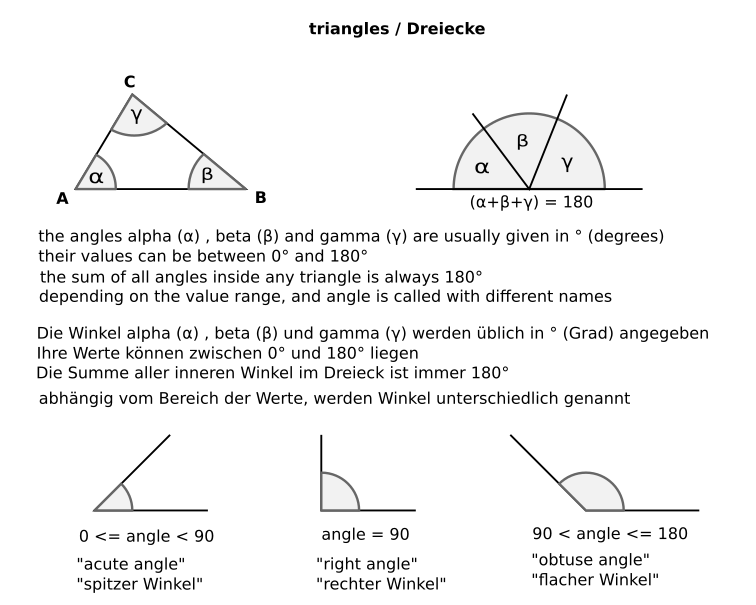 triangles / Dreiecke
C
γ
α
β
A
B
α
β
γ
(α+β+γ) = 180
the angles alpha (α) , beta (β) and gamma (γ) are usually given in ° (degrees)
their values can be between 0° and 180°
the sum of all angles inside any triangle is always 180°
depending on the value range, and angle is called with different names
Die Winkel alpha (α) , beta (β) und gamma (γ) werden üblich in ° (Grad) angegeben
Ihre Werte können zwischen 0° und 180° liegen
Die Summe aller inneren Winkel im Dreieck ist immer 180°
abhängig vom Bereich der Werte, werden Winkel unterschiedlich genannt
0 <= angle < 90
"acute angle"
"spitzer Winkel"
angle = 90
"right angle"
"rechter Winkel"
90 < angle <= 180
"obtuse angle"
"flacher Winkel"